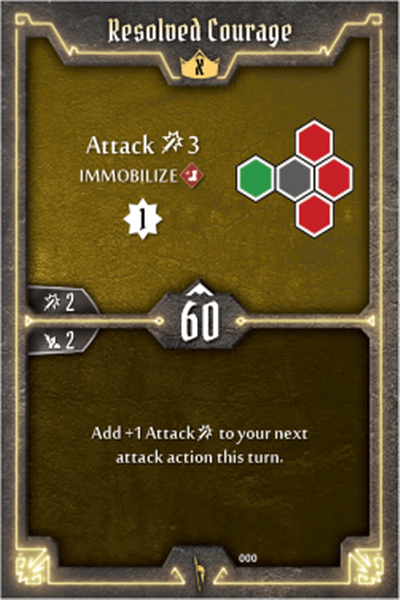 Resolved Courage
X
Attack 3
IMMOBILIZE
1
2
60
2
Add +1 Attack to your next
attack action this turn.
000